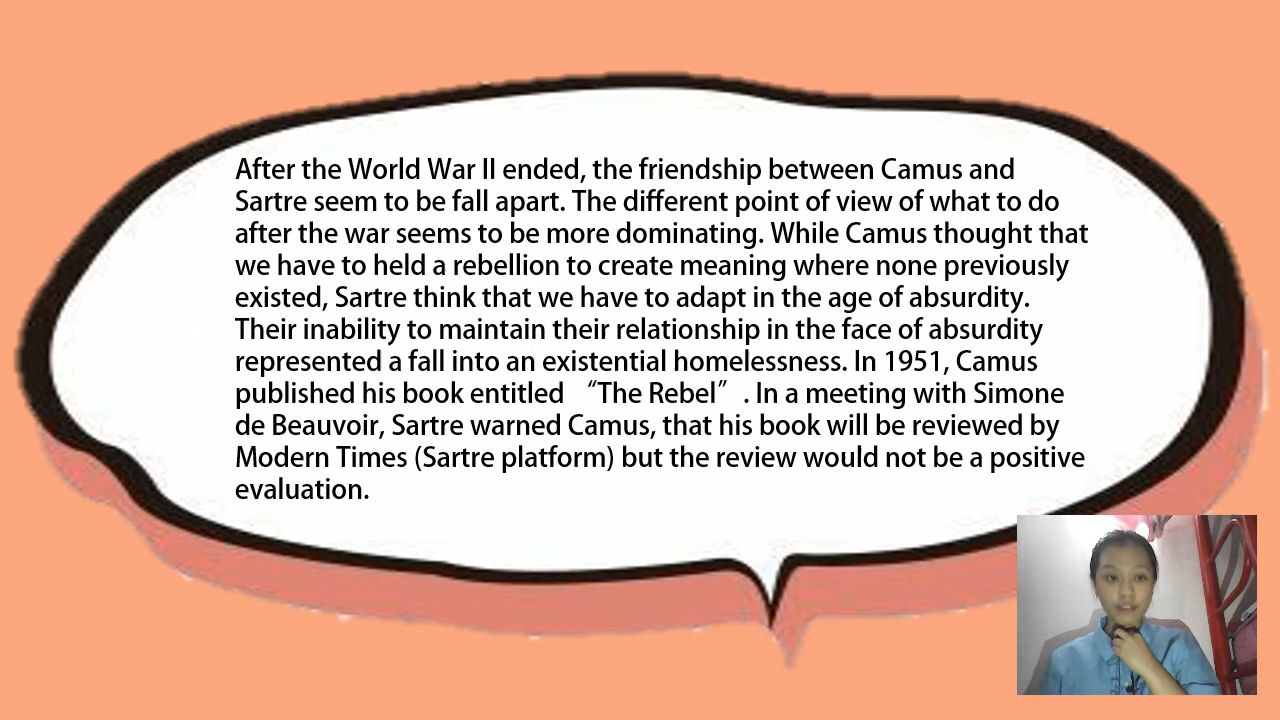 After the World War II ended, the friendship between Camus and
Sartre seem to be fall apart. The different point of view of what to do
after the war seems to be more dominating. While Camus thought that
we have to held a rebellion to create meaning where none previously
existed, Sartre think that we have to adapt in the age of absurdity.
Their inability to maintain their relationship in the face of absurdity
represented a fall into an existential homelessness. In 1951, Camus
published his book entitled “The Rebel” . In a meeting with Simone
de Beauvoir, Sartre warned Camus, that his book will be reviewed by
Modern Times (Sartre platform) but the review would not be a positive
evaluation.